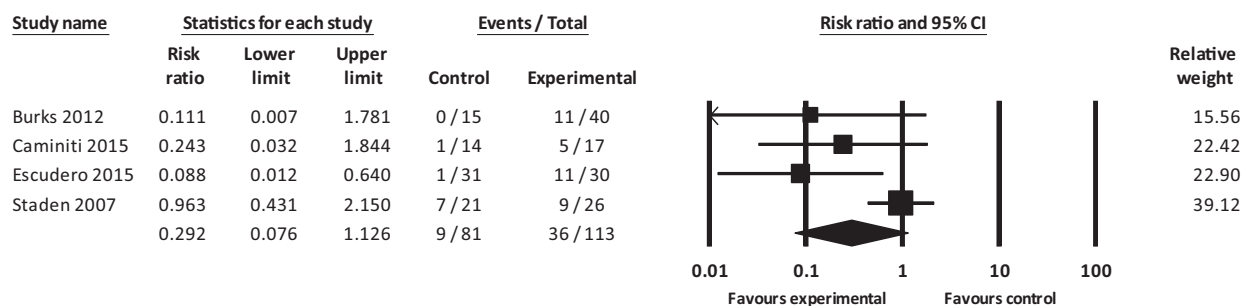 Study name Statistics for each study Events / Total Risk ratio and 95% CI
Risk ratio Lower limit Upper limit Control Experimental Relative weight
Burks 2012 0.111 0.007 1.781 0 / 15 11 / 40 15.56
Caminiti 2015 0.243 0.032 1.844 1 / 14 5 / 17 22.42
Escudero 2015 0.088 0.012 0.640 1 / 31 11 / 30 22.90
Staden 2007 0.963 0.431 2.150 7 / 21 9 / 26 39.12
0.292 0.076 1.126 9 / 81 36 / 113
0.01 0.1 1 10 100
Favours experimental Favours control